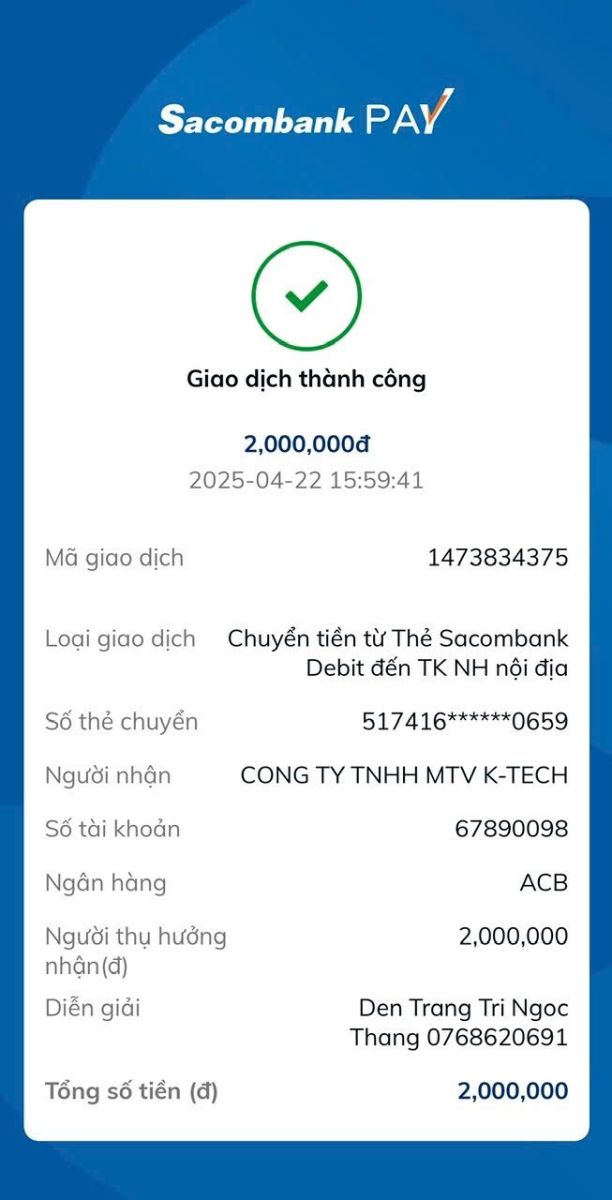 Sacombank PAY
Giao dịch thành công
2,000,000đ
2025-04-22 15:59:41
Mã giao dịch 1473834375
Loại giao dịch Chuyển tiền từ Thẻ Sacombank
Debit đến TK NH nội địa
Số thẻ chuyển 517416******0659
Người nhận CONG TY TNHH MTV K-TECH
Số tài khoản 67890098
Ngân hàng ACB
Người thụ hưởng 2,000,000
nhận(đ)
Diễn giải Den Trang Tri Ngoc
Thang 0768620691
Tổng số tiền (đ) 2,000,000